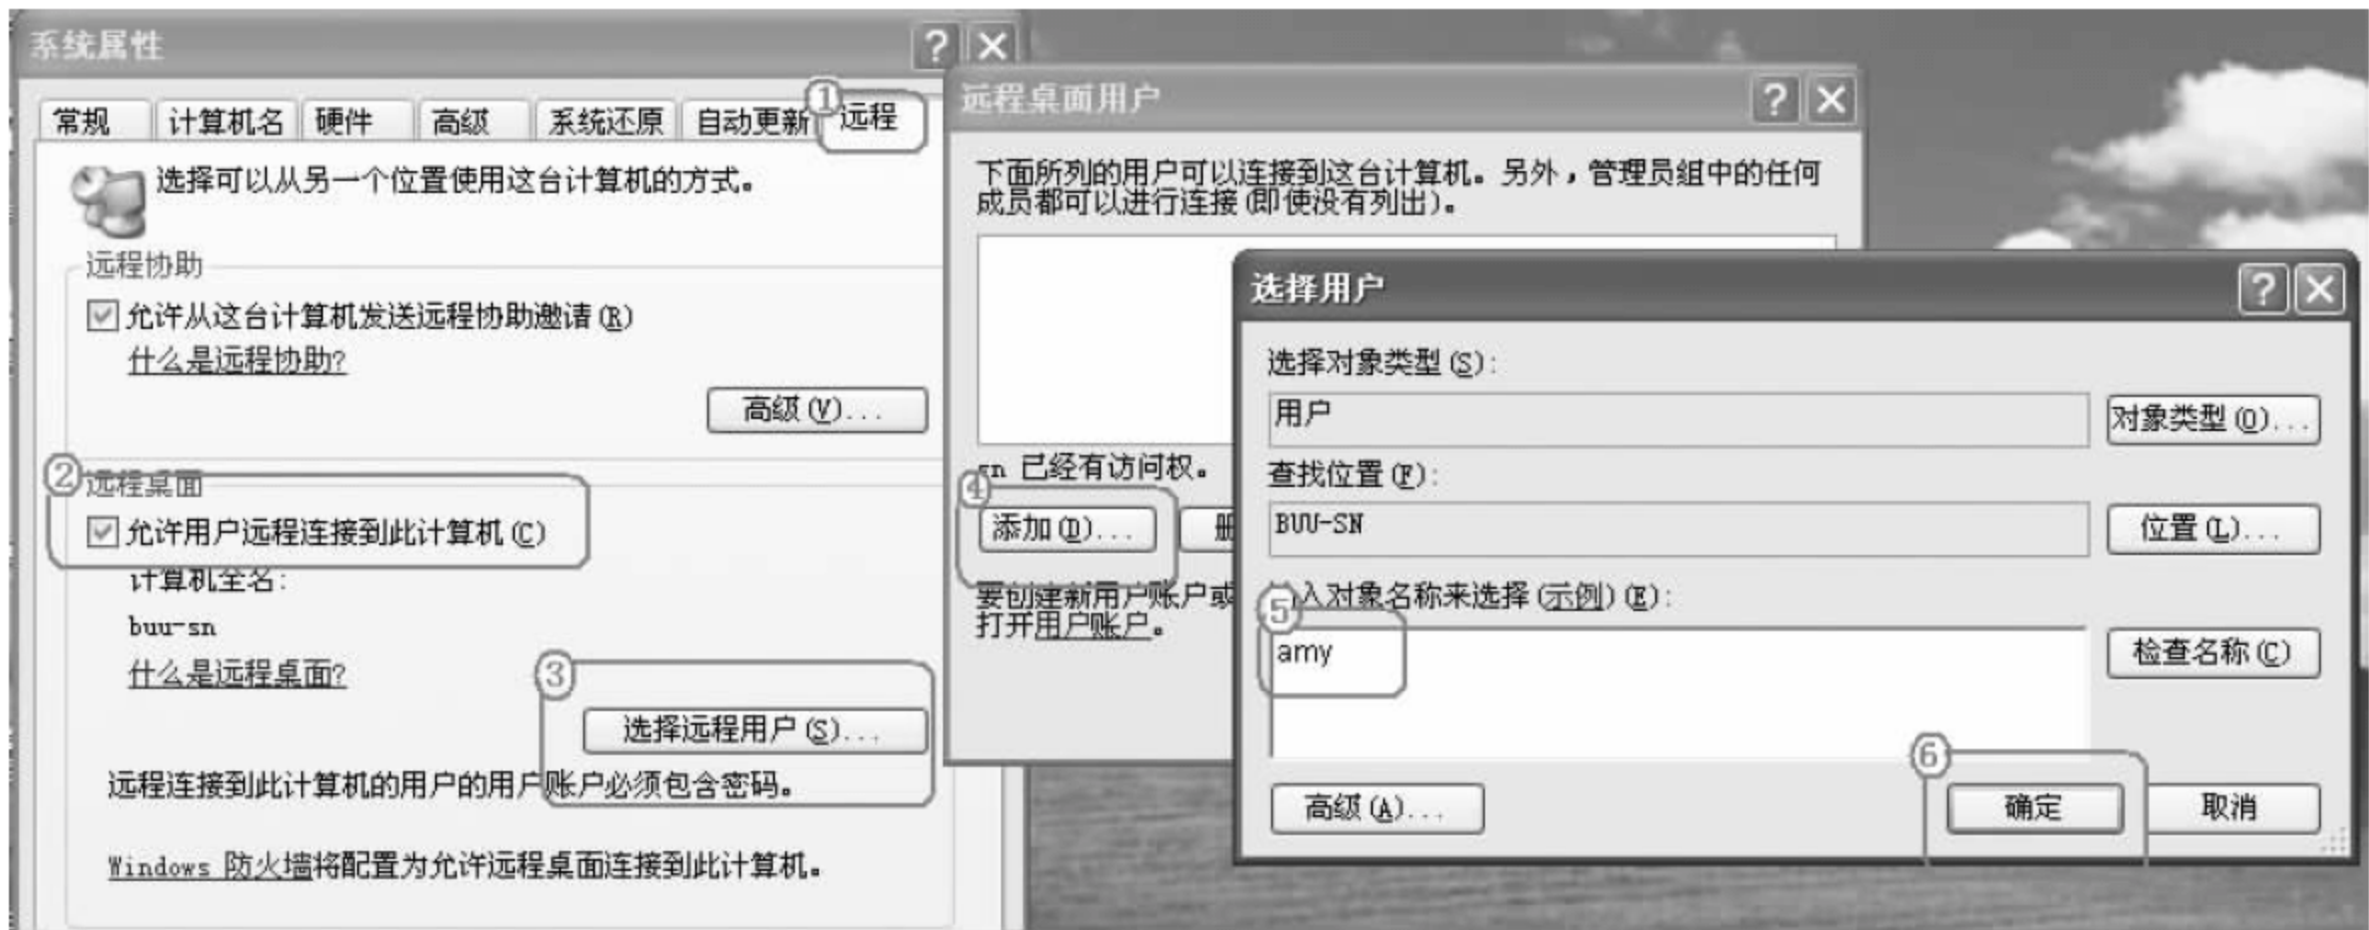 系统属性
?
×
常规
计算机名
硬件
高级
系统还原
自动更新
①
远程
选择可以从另一个位置使用这台计算机的方式。
远程协助
允许从这台计算机发送远程协助邀请(R)
什么是远程协助?
高级(V)...
②
远程桌面
允许用户远程连接到此计算机(C)
计算机全名:
buu-sn
什么是远程桌面?
③
选择远程用户(S)...
远程连接到此计算机的用户的用户账户必须包含密码。
Windows 防火墙将配置为允许远程桌面连接到此计算机。
远程桌面用户
?
×
下面所列的用户可以连接到这台计算机。另外，管理员组中的任何
成员都可以进行连接(即使没有列出)。
sn 已经有访问权。
④
添加(D)...
要创建新用户账户或
打开用户账户。
选择用户
?
×
选择对象类型(S):
用户
对象类型(O)...
查找位置(F):
BUU-SN
位置(L)...
入对象名称来选择(示例)(E):
⑤
amy
检查名称(C)
高级(A)...
⑥
确定
取消